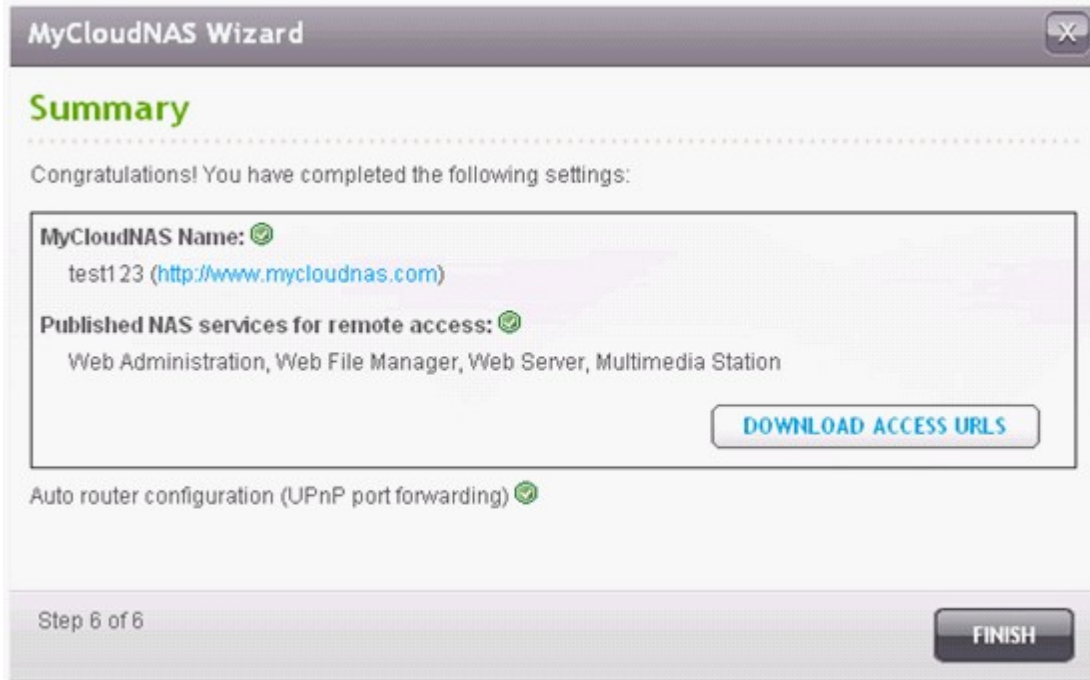 MyCloudNAS Wizard
X
Summary
Congratulations! You have completed the following settings:
MyCloudNAS Name:
test123 (http://www.mycloudnas.com)
Published NAS services for remote access:
Web Administration, Web File Manager, Web Server, Multimedia Station
DOWNLOAD ACCESS URLS
Auto router configuration (UPnP port forwarding)
Step 6 of 6
FINISH